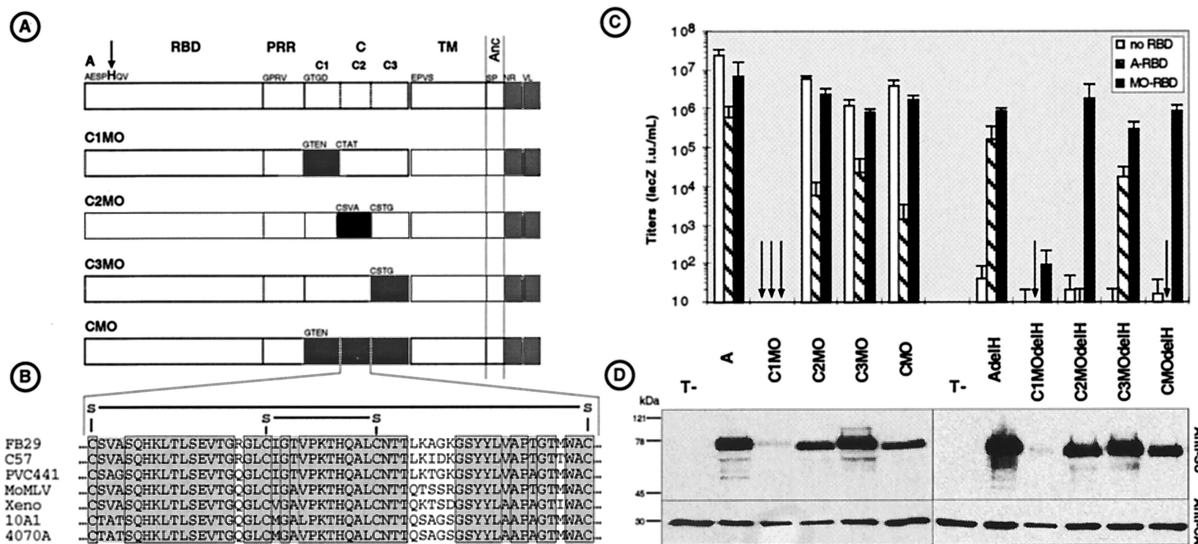 A
A RBD PRR C TM Anc
C1 C2 C3
AESPHQV GPRV GTGD EPVS SP NR VL
C1MO
GTEN CTAT
C2MO
CSVA CSTG
C3MO
CSTG
CMO
GTEN
B
S S
S S
FB29 CSVASQHKLTLSEVTGRGLCIGTVPKTHQALCNTTLKAGKGSYYLVAPTGTMWAC
C57 CSVASQHKLTLSEVTGRGLCIGTVPKTHQALCNTTLKIDKGSYYLVAPTGTTWAC
PVC441 CSAGSQHKLTLSEVTGQGLCIGTVPKTHQALCNTTLKTGKGSYYLVAPAGTMWAC
MoMLV CSVASQHKLTLSEVTGQGLCIGAVPKTHQALCNTTQTSSRGSYYLVAPTGTMWAC
Xeno CSVASQHKLTLSEVTGQGLCIGTVPKTHQALCNTTQKTSDGSYYLAAPAGTIWAC
10A1 CTATSQHKLTLSEVTGQGLCMGALPKTHQALCNTTQSAGSGSYYLAAPAGTMWAC
4070A CTATSQHKLTLSEVTGQGLCMGAVPKTHQALCNTTQSAGSGSYYLAAPAGTMWAC
C
Titers (lacZ i.u./mL)
10⁸
10⁷
10⁶
10⁵
10⁴
10³
10²
10
no RBD
A-RBD
MO-RBD
A C1MO C2MO C3MO CMO AdelH C1MOdelH C2MOdelH C3MOdelH CMOdelH
D
T- T-
kDa
121
78
45
30